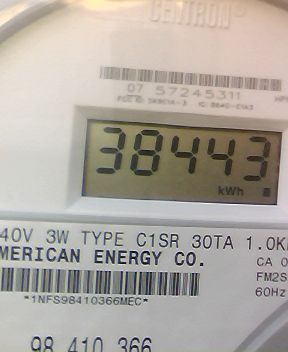 CENTRON®
07 57245311
38443
kWh
40V 3W TYPE C1SR 30TA 1.0K
MERICAN ENERGY CO.
CA 0
FM2S
60Hz
*1NFS98410366MEC*
98 410 366